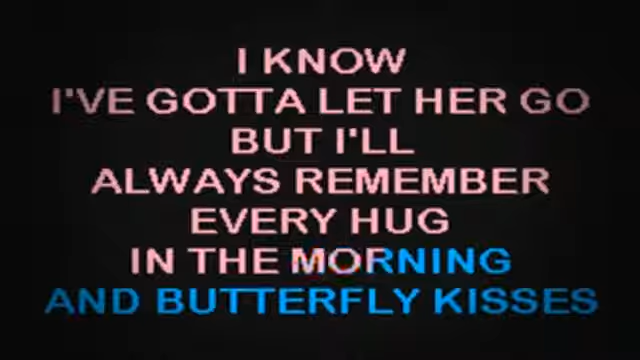 I KNOW
I'VE GOTTA LET HER GO
BUT I'LL
ALWAYS REMEMBER
EVERY HUG
IN THE MORNING
AND BUTTERFLY KISSES